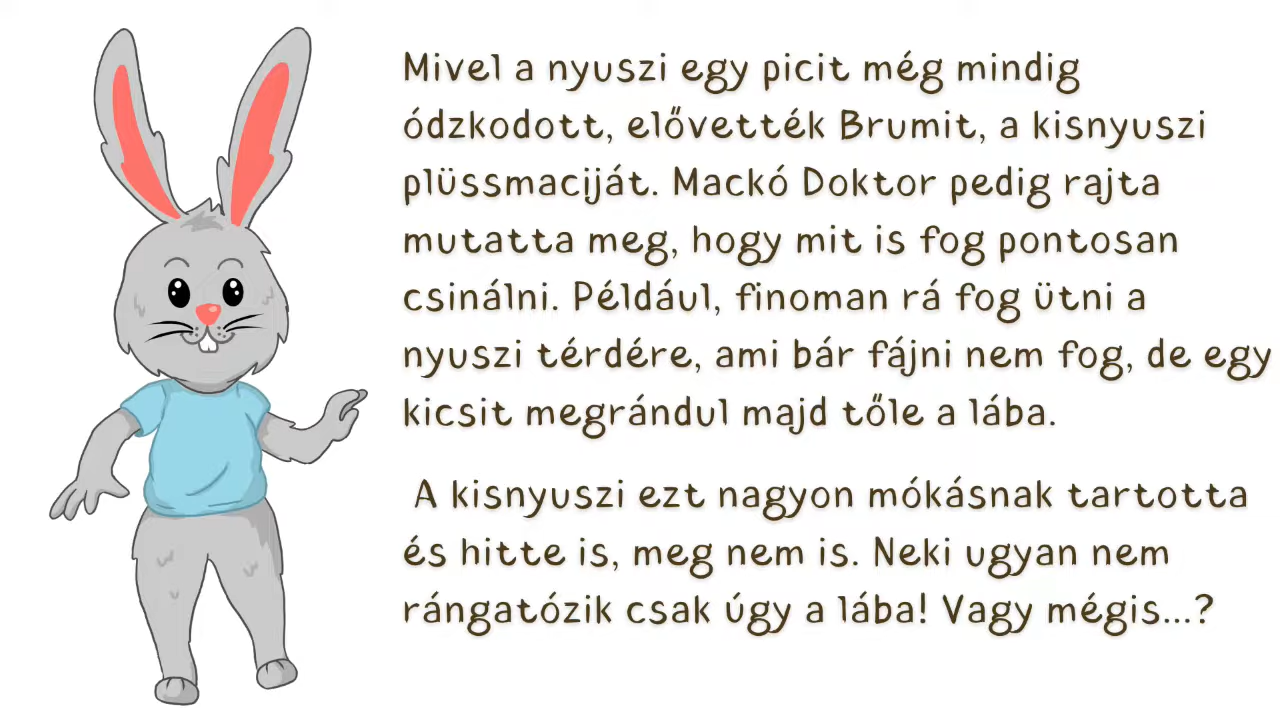 Mivel a nyuszi egy picit még mindig
ódzkodott, elővették Brumit, a kisnyuszi
plüssmaciját. Mackó Doktor pedig rajta
mutatta meg, hogy mit is fog pontosan
csinálni. Például, finoman rá fog ütni a
nyuszi térdére, ami bár fájni nem fog, de egy
kicsit megrándul majd tőle a lába.
A kisnyuszi ezt nagyon mókásnak tartotta
és hitte is, meg nem is. Neki ugyan nem
rángatózik csak úgy a lába! Vagy mégis...?